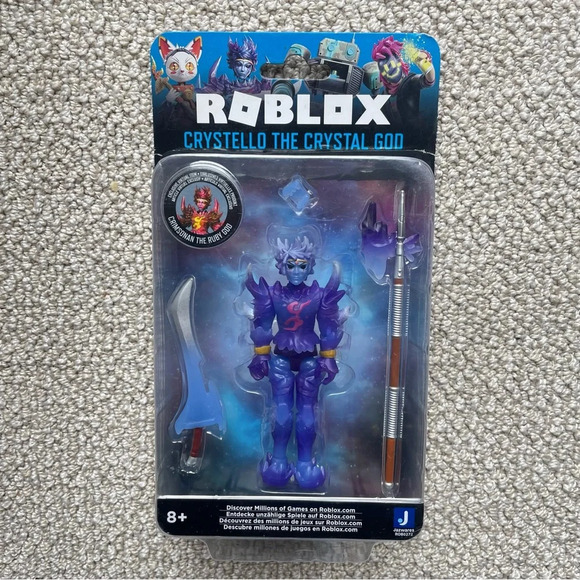 ROBLOX
CRYSTELLO THE CRYSTAL GOD
CRIMSONAN THE RUBY GOD
8+
Discover Millions of Games on Roblox.com
Entdecke unzählige Spiele auf Roblox.com
Découvrez des millions de jeux sur Roblox.com
Descubre millones de juegos en Roblox.com
J
Jazwares